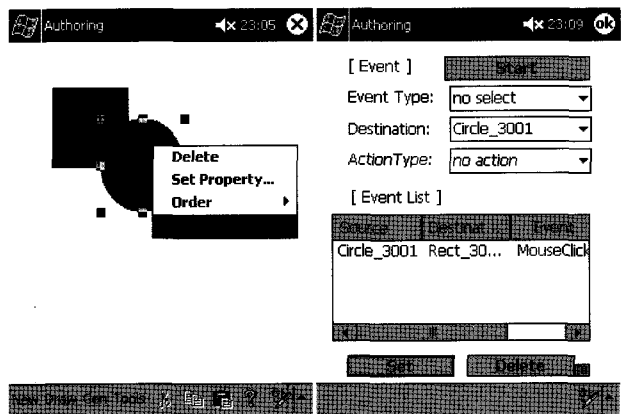 Authoring 23:05
Delete
Set Property...
Order
New Draw Gen Tools
Authoring 23:09 ok
[ Event ] Start
Event Type: no select
Destination: Circle_3001
ActionType: no action
[ Event List ]
Source Destinat... Event
Circle_3001 Rect_30... MouseClick
Set Delete